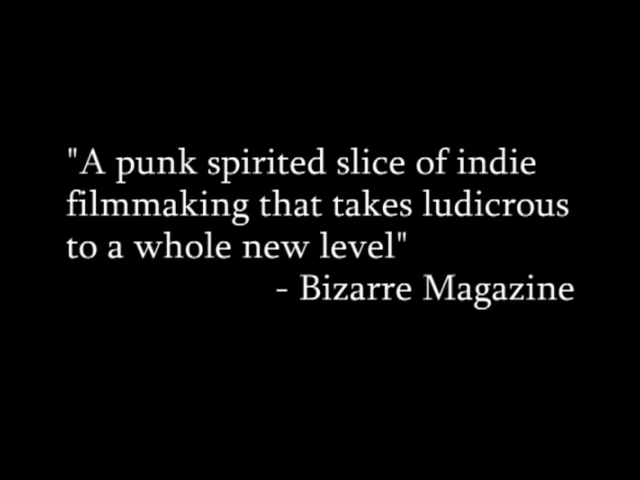 "A punk spirited slice of indie
filmmaking that takes ludicrous
to a whole new level"
- Bizarre Magazine